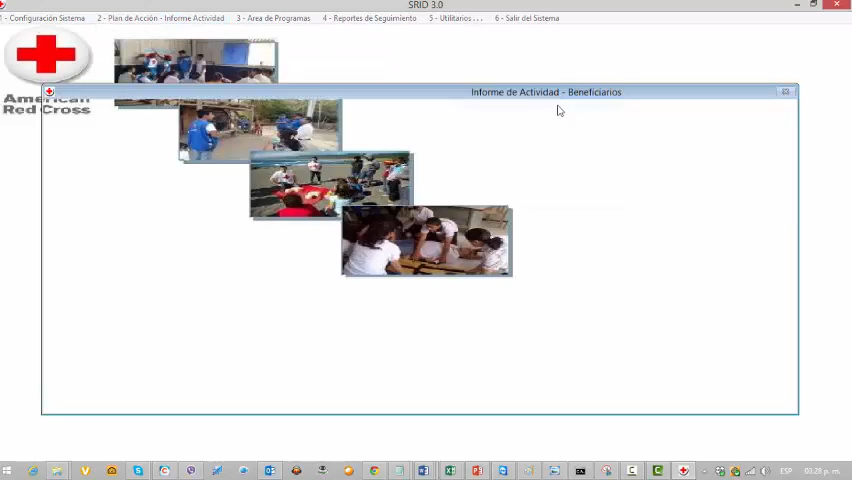 SRID 3.0
1 - Configuración Sistema 2 - Plan de Acción - Informe Actividad 3 - Area de Programas 4 - Reportes de Seguimiento 5 - Utilitarios . . . 6 - Salir del Sistema
American
Red Cross
Informe de Actividad - Beneficiarios
ESP 03:28 p. m.